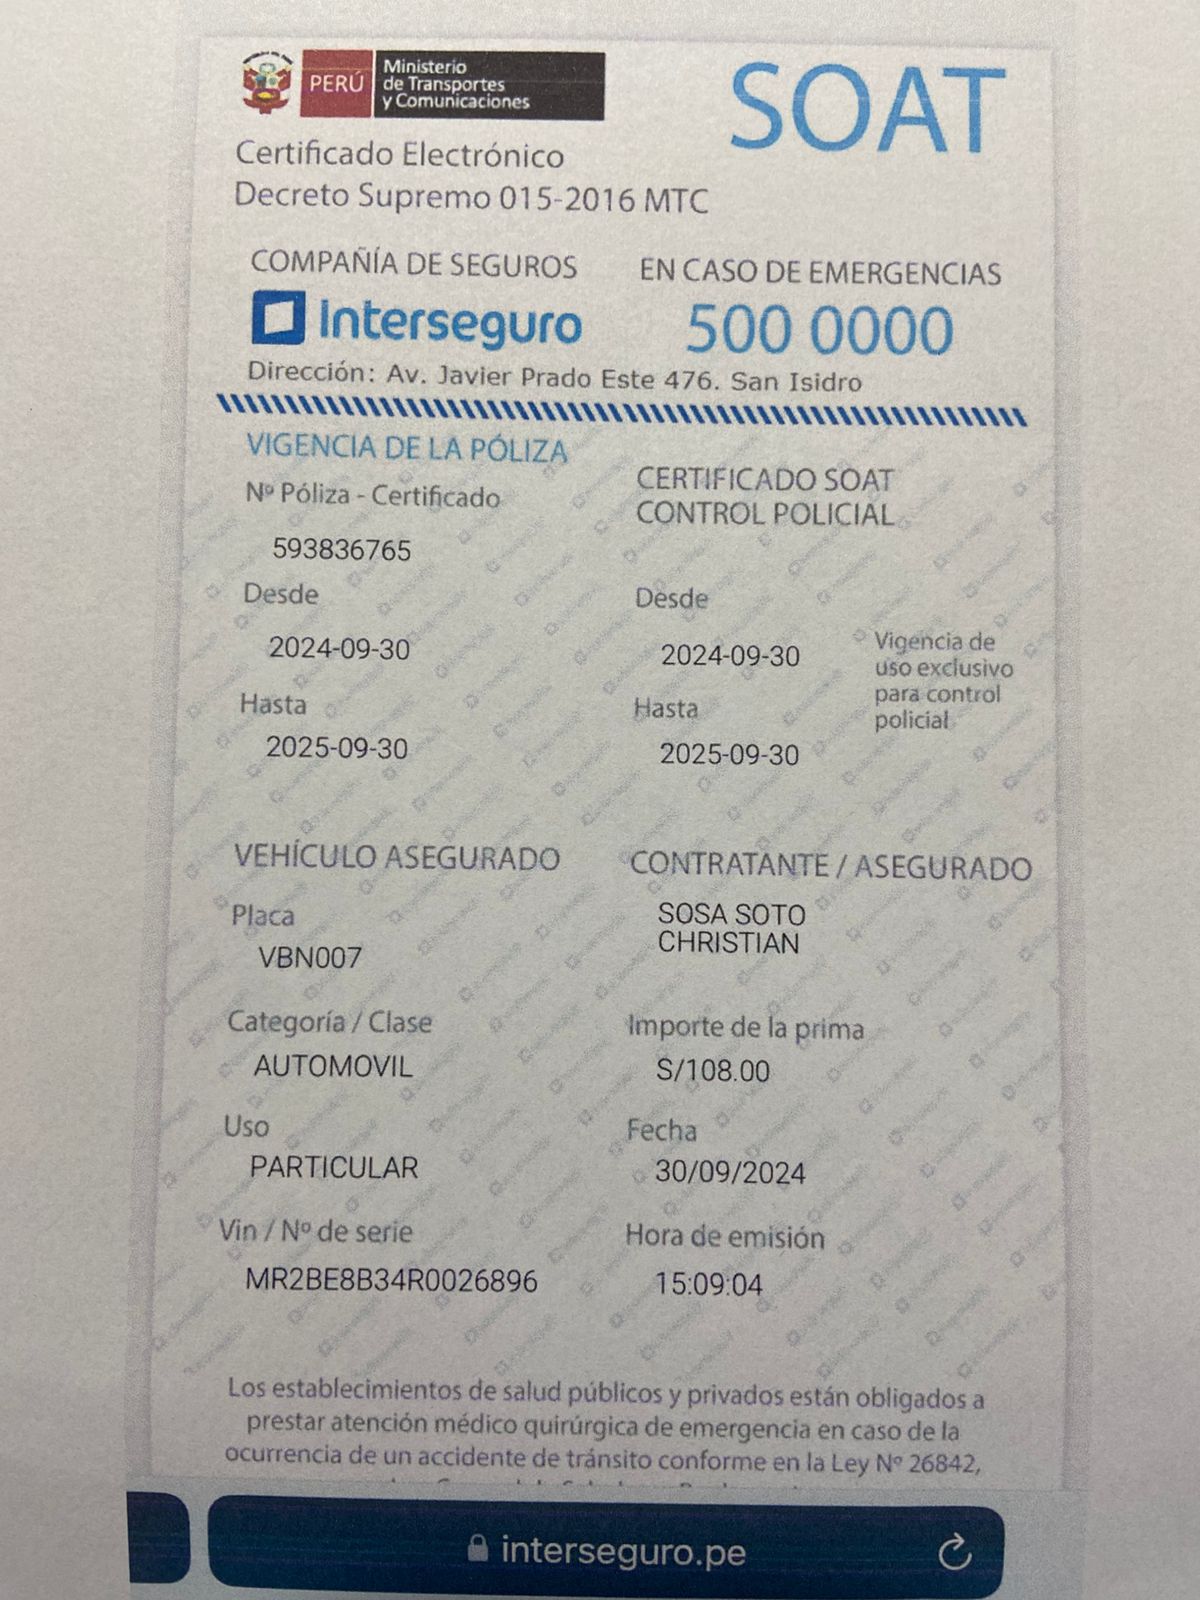 PERÚ
Ministerio
de Transportes
y Comunicaciones
SOAT
Certificado Electrónico
Decreto Supremo 015-2016 MTC
COMPAÑÍA DE SEGUROS
Interseguro
EN CASO DE EMERGENCIAS
500 0000
Dirección: Av. Javier Prado Este 476. San Isidro
VIGENCIA DE LA PÓLIZA
Nº Póliza - Certificado
593836765
Desde
2024-09-30
Hasta
2025-09-30
CERTIFICADO SOAT
CONTROL POLICIAL
Desde
2024-09-30
Hasta
2025-09-30
Vigencia de
uso exclusivo
para control
policial
VEHÍCULO ASEGURADO
Placa
VBN007
Categoría / Clase
AUTOMOVIL
Uso
PARTICULAR
Vin / Nº de serie
MR2BE8B34R0026896
CONTRATANTE / ASEGURADO
SOSA SOTO
CHRISTIAN
Importe de la prima
S/108.00
Fecha
30/09/2024
Hora de emisión
15:09:04
Los establecimientos de salud públicos y privados están obligados a
prestar atención médico quirúrgica de emergencia en caso de la
ocurrencia de un accidente de tránsito conforme en la Ley Nº 26842,
interseguro.pe